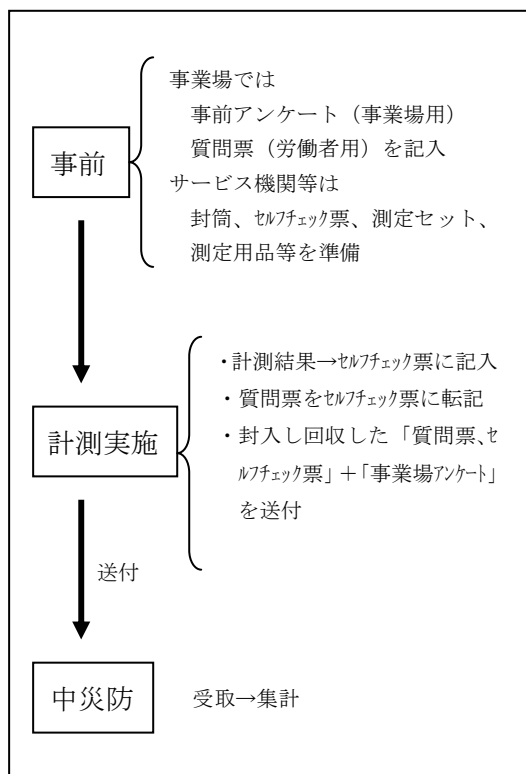 事業場では
事前アンケート（事業場用）
質問票（労働者用）を記入
サービス機関等は
封筒、ｾﾙﾌﾁｪｯｸ票、測定セット、
測定用品等を準備
事前
・計測結果→ｾﾙﾌﾁｪｯｸ票に記入
・質問票をｾﾙﾌﾁｪｯｸ票に転記
・封入し回収した「質問票、ｾ
ﾙﾌﾁｪｯｸ票」＋「事業場ｱﾝｹｰﾄ」
を送付
計測実施
送付
中災防
受取→集計